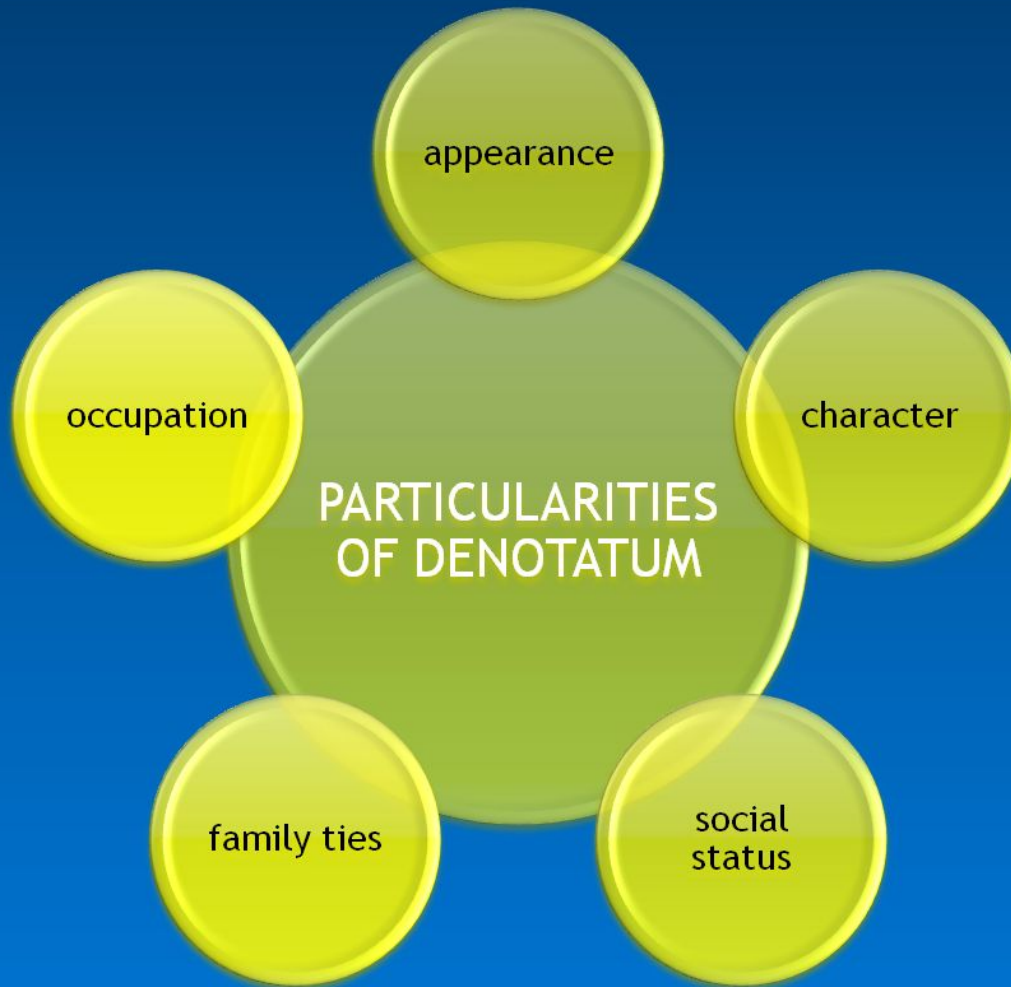 appearance
occupation
character
PARTICULARITIES
OF DENOTATUM
family ties
social
status